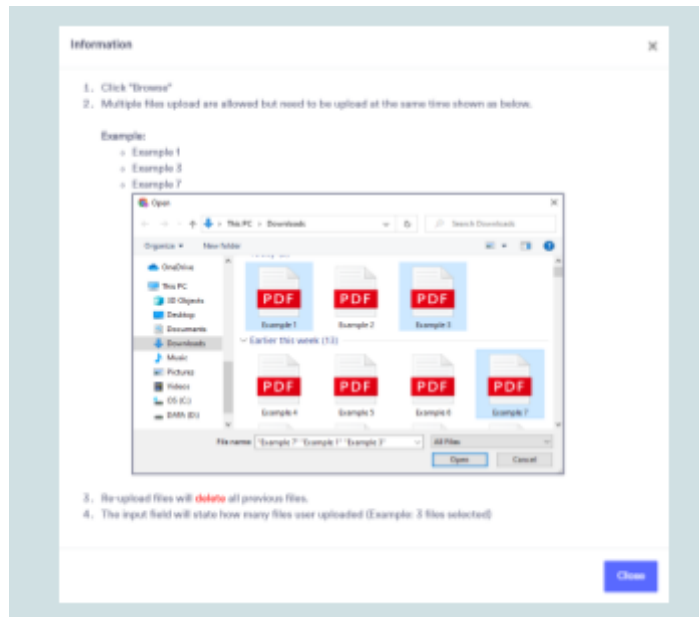 Information
1. Click "Browse"
2. Multiple files upload are allowed but need to be upload at the same time shown as below.
Example:
Example 1
Example 3
Example 7
Open
This PC > Downloads
Search Downloads
Organize
New folder
OneDrive
This PC
3D Objects
Desktop
Documents
Downloads
Music
Pictures
Videos
OS (C:)
DATA (D:)
PDF PDF PDF
Example 1 Example 2 Example 3
Earlier this week (13)
PDF PDF PDF PDF
Example 4 Example 5 Example 6 Example 7
File name: "Example 7" "Example 1" "Example 3"
All Files
Open Cancel
3. Re-upload files will delete all previous files.
4. The input field will state how many files user uploaded (Example: 3 files selected)
Close